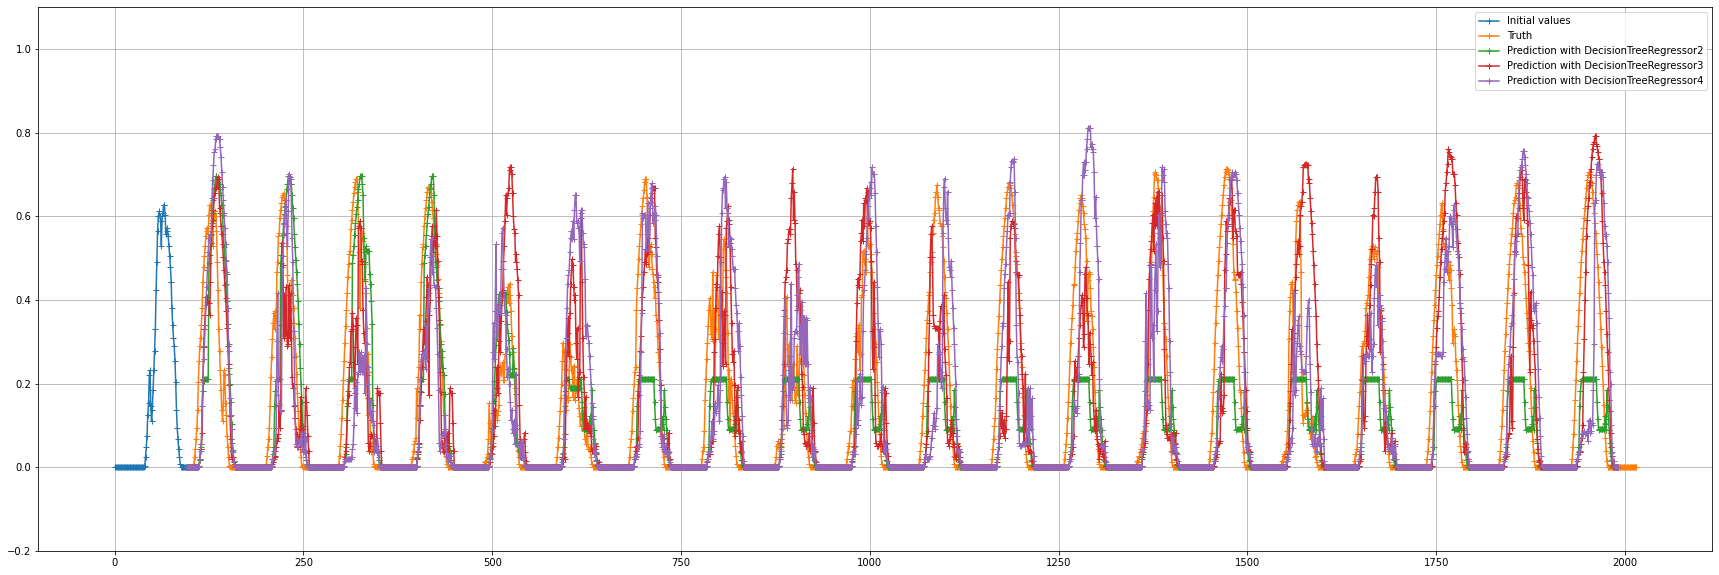 Initial values
Truth
Prediction with DecisionTreeRegressor2
Prediction with DecisionTreeRegressor3
Prediction with DecisionTreeRegressor4
1.0
0.8
0.6
0.4
0.2
0.0
−0.2
0 250 500 750 1000 1250 1500 1750 2000